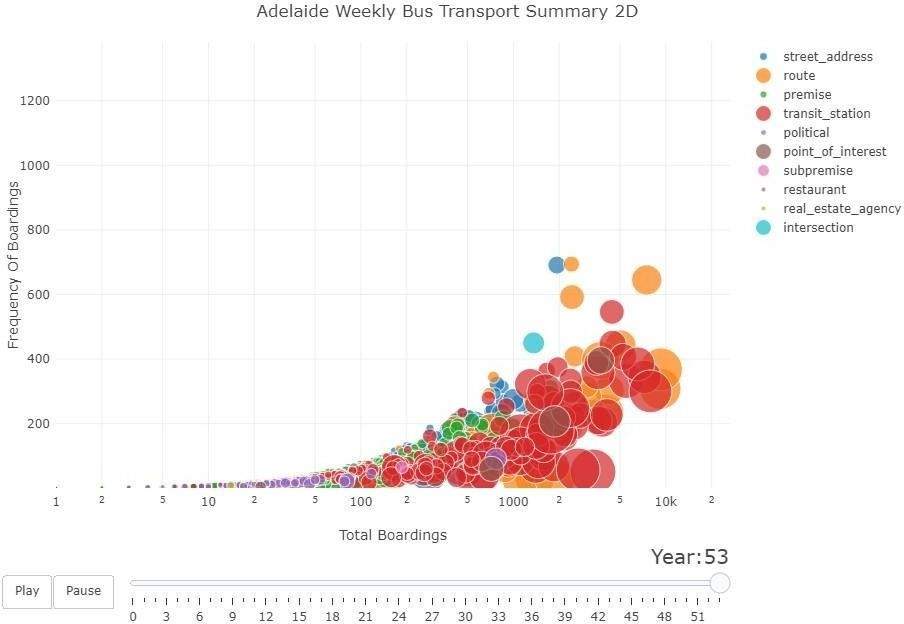 Adelaide Weekly Bus Transport Summary 2D
street_address
route
premise
transit_station
political
point_of_interest
subpremise
restaurant
real_estate_agency
intersection
Frequency Of Boardings
1200
1000
800
600
400
200
1 2 5 10 2 5 100 2 5 1000 2 5 10k 2
Total Boardings
Year:53
Play Pause
0 3 6 9 12 15 18 21 24 27 30 33 36 39 42 45 48 51